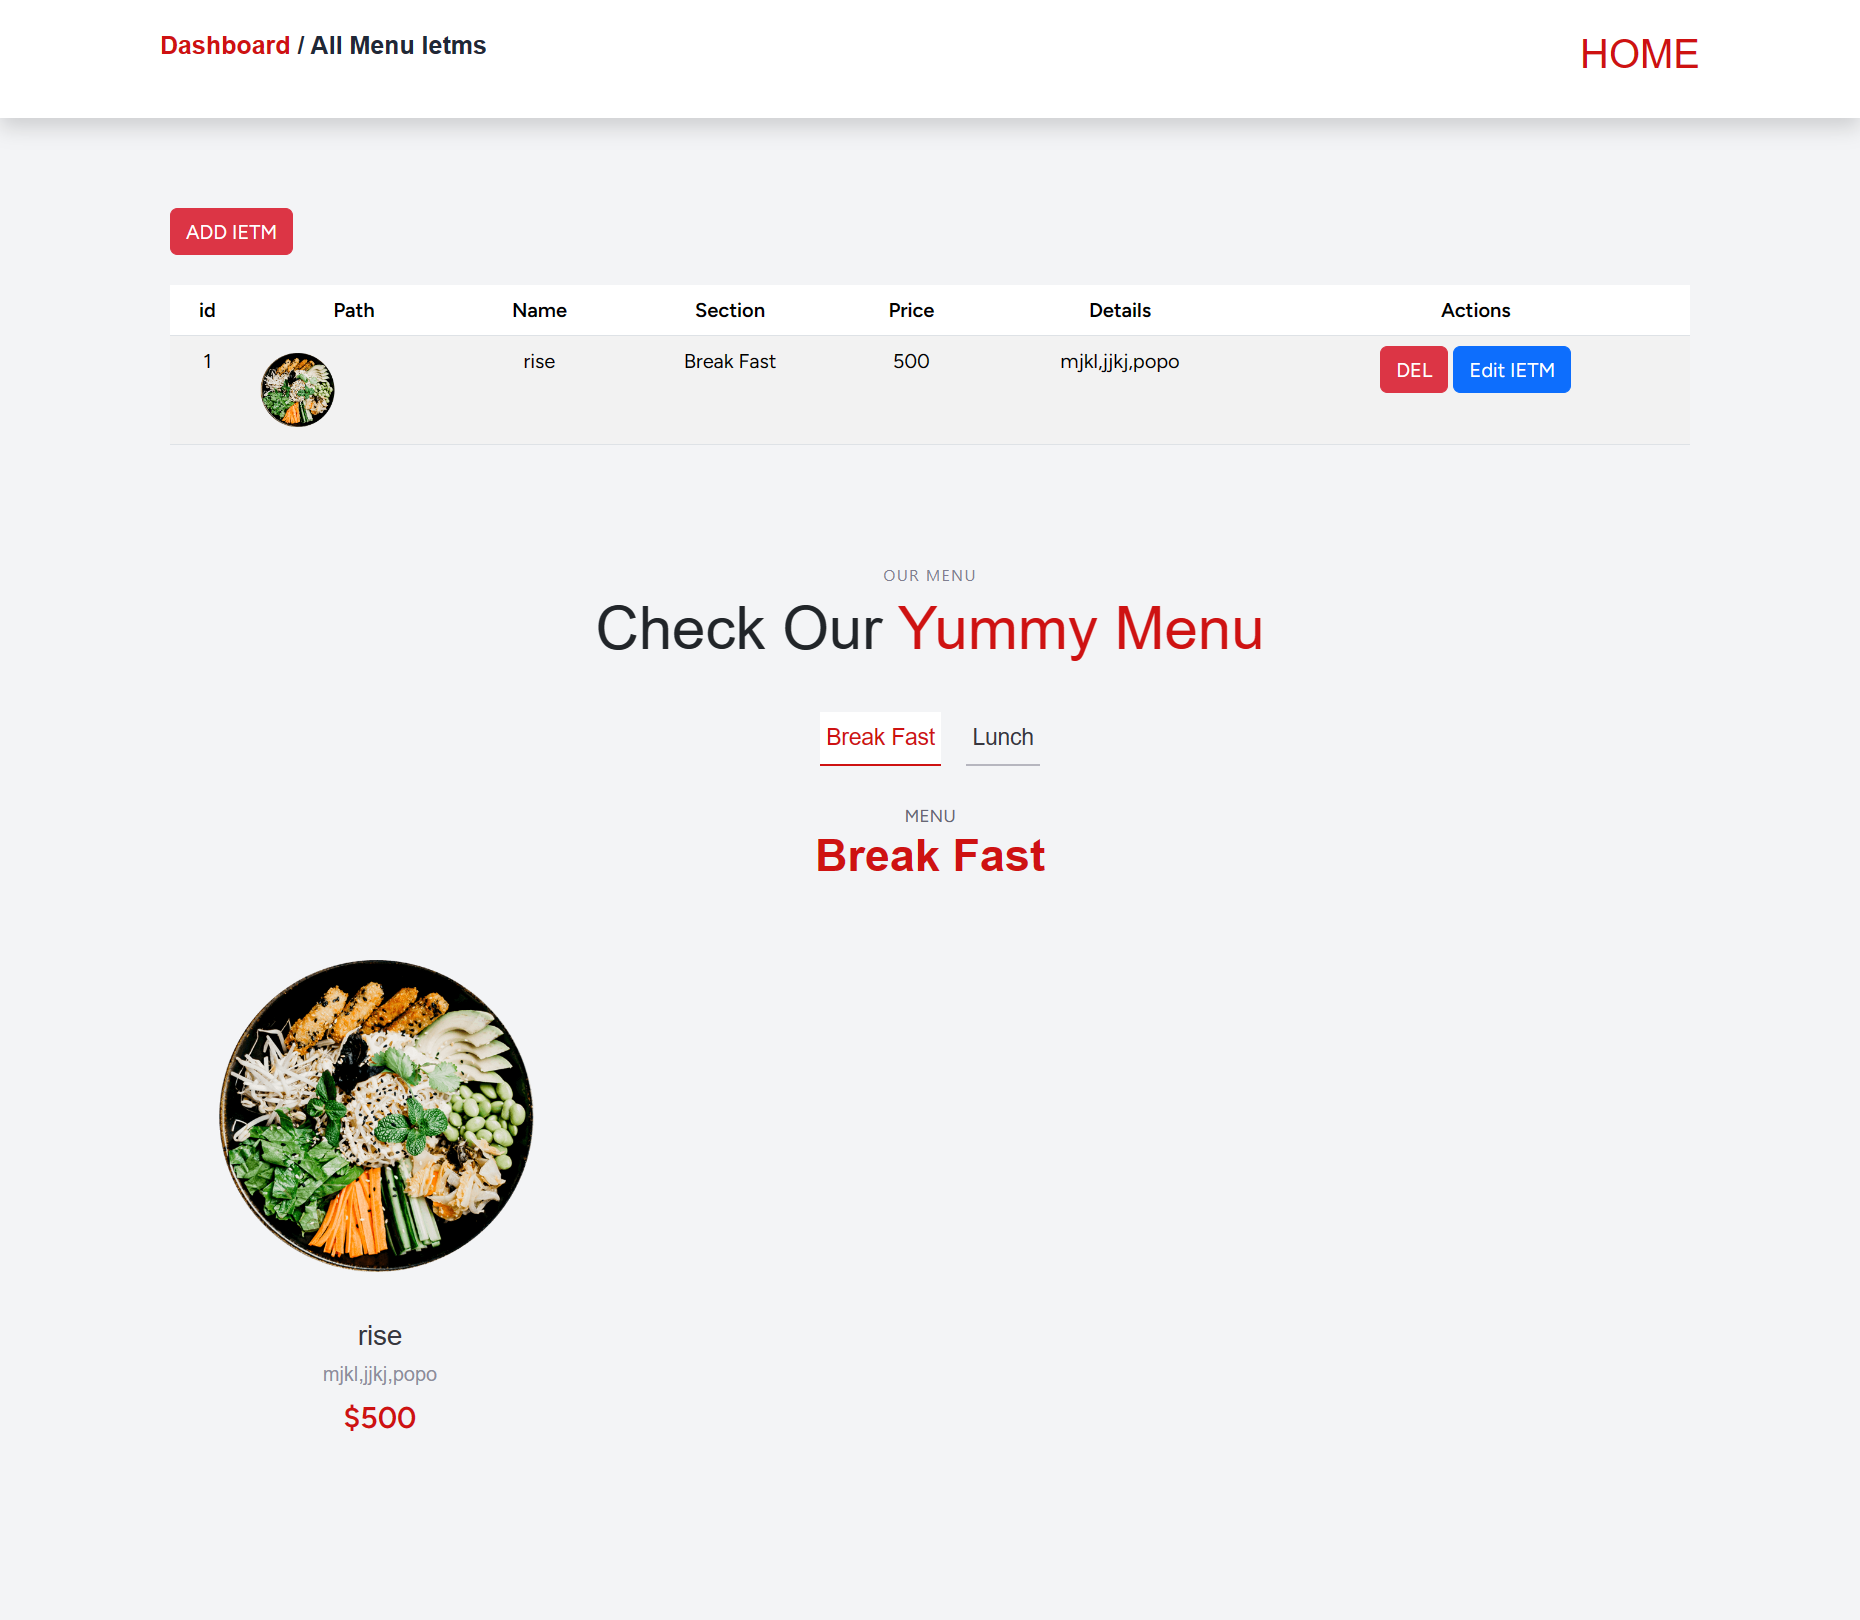 Dashboard / All Menu Ietms
HOME
ADD IETM
id Path Name Section Price Details Actions
1 rise Break Fast 500 mjkl,jjkj,popo DEL Edit IETM
OUR MENU
Check Our Yummy Menu
Break Fast Lunch
MENU
Break Fast
rise
mjkl,jjkj,popo
$500